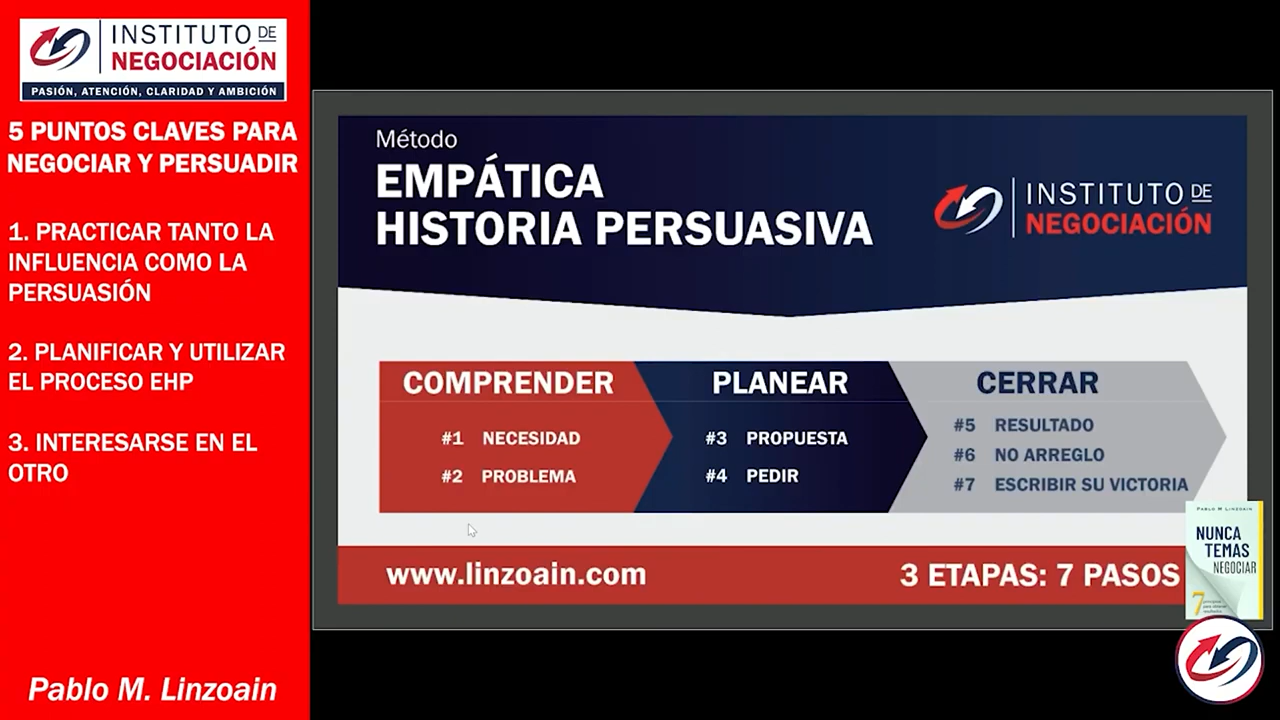 INSTITUTO DE
NEGOCIACIÓN
PASIÓN, ATENCIÓN, CLARIDAD Y AMBICIÓN
5 PUNTOS CLAVES PARA
NEGOCIAR Y PERSUADIR
1. PRACTICAR TANTO LA
INFLUENCIA COMO LA
PERSUASIÓN
2. PLANIFICAR Y UTILIZAR
EL PROCESO EHP
3. INTERESARSE EN EL
OTRO
Pablo M. Linzoain
Método
EMPÁTICA
HISTORIA PERSUASIVA
INSTITUTO DE
NEGOCIACIÓN
COMPRENDER
#1 NECESIDAD
#2 PROBLEMA
PLANEAR
#3 PROPUESTA
#4 PEDIR
CERRAR
#5 RESULTADO
#6 NO ARREGLO
#7 ESCRIBIR SU VICTORIA
www.linzoain.com
3 ETAPAS: 7 PASOS
PABLO M LINZOAIN
NUNCA
TEMAS
NEGOCIAR
7